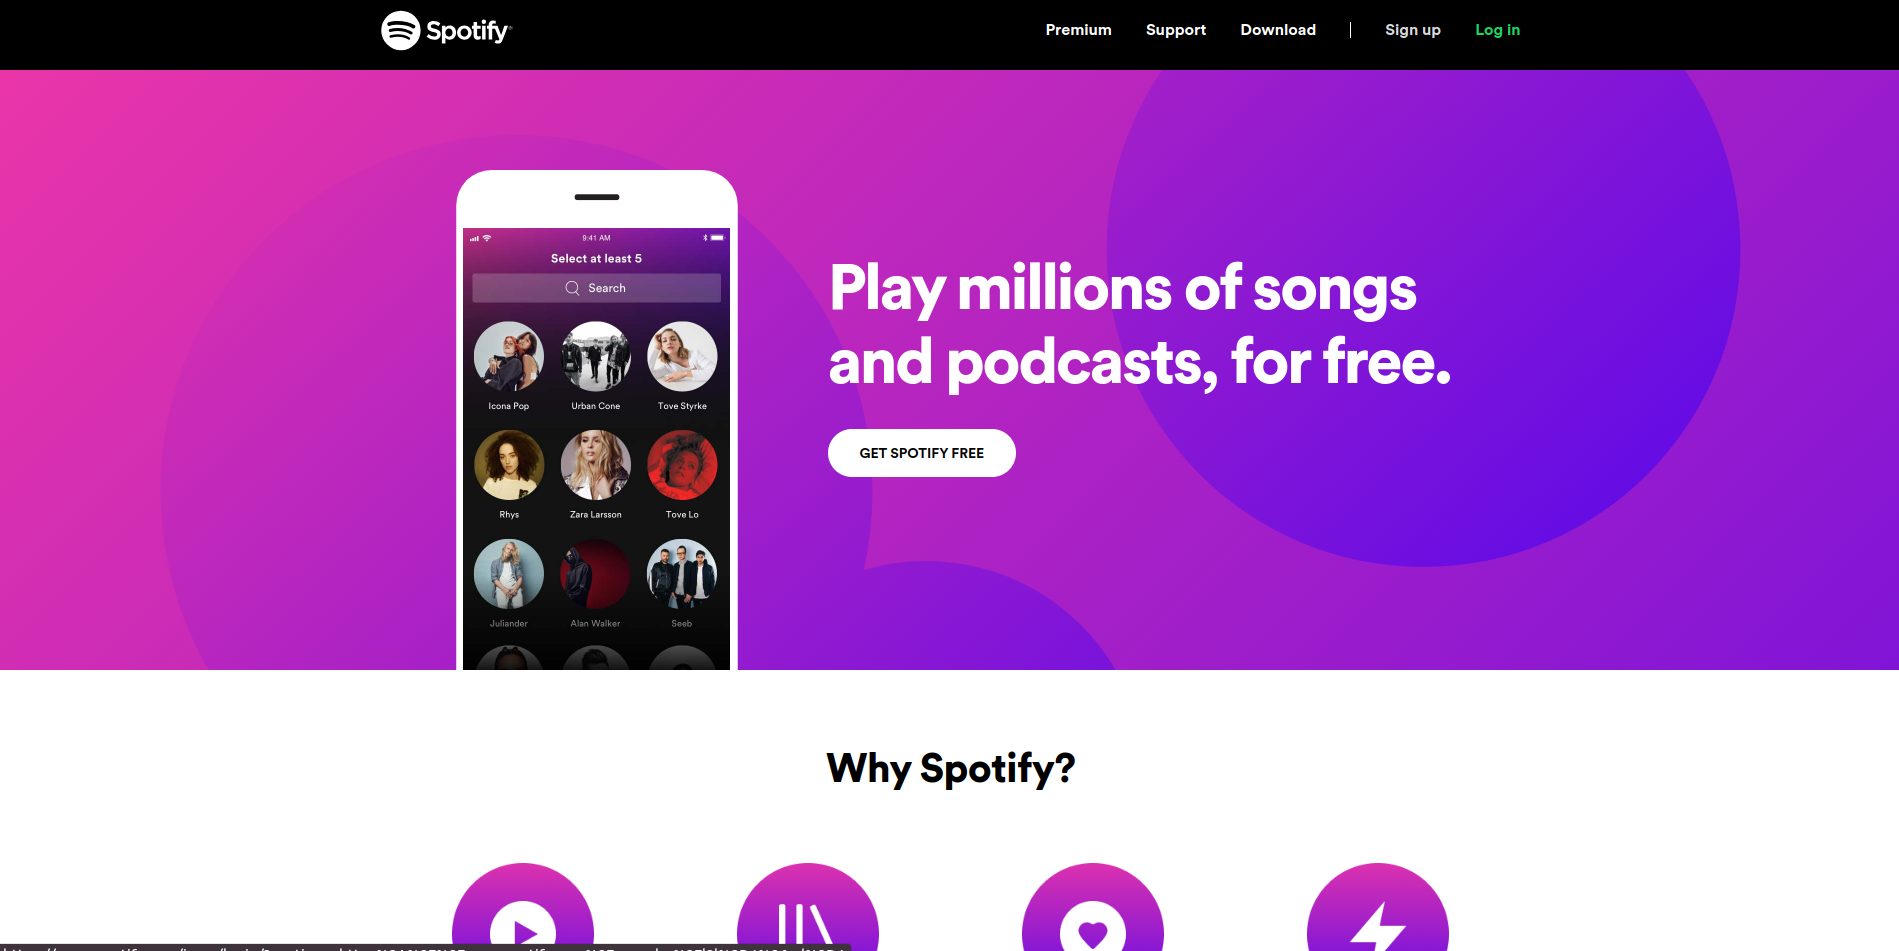 Spotify
Premium Support Download Sign up Log in
9:41 AM
Select at least 5
Search
Icona Pop Urban Cone Tove Styrke
Rhys Zara Larsson Tove Lo
Juliander Alan Walker Seeb
Play millions of songs
and podcasts, for free.
GET SPOTIFY FREE
Why Spotify?